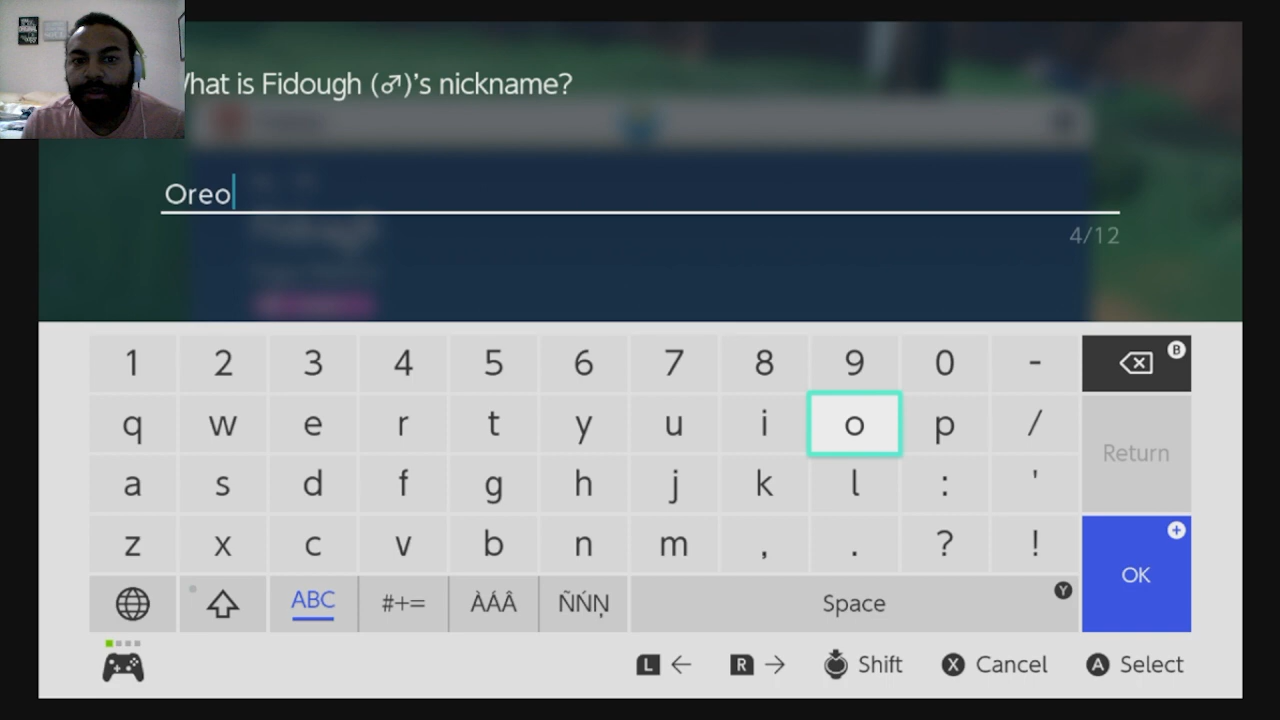 hat is Fidough (♂)'s nickname?
Oreo
4/12
1 2 3 4 5 6 7 8 9 0 -
B
q w e r t y u i o p /
Return
a s d f g h j k l : '
z x c v b n m , . ? !
+
OK
ABC #+= ÀÁÂ ÑŃŅ Space Y
L ← R → Shift X Cancel A Select